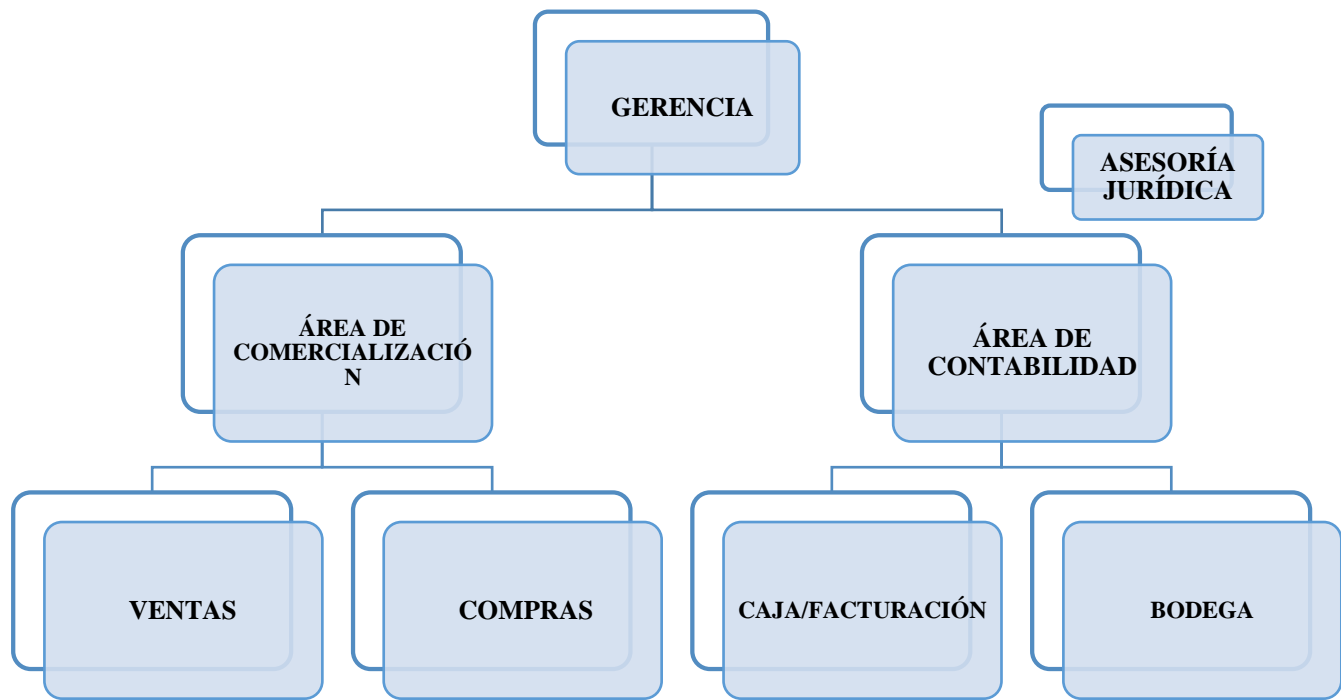 GERENCIA
ASESORÍA
JURÍDICA
ÁREA DE
COMERCIALIZACIÓ
N
ÁREA DE
CONTABILIDAD
VENTAS
COMPRAS
CAJA/FACTURACIÓN
BODEGA